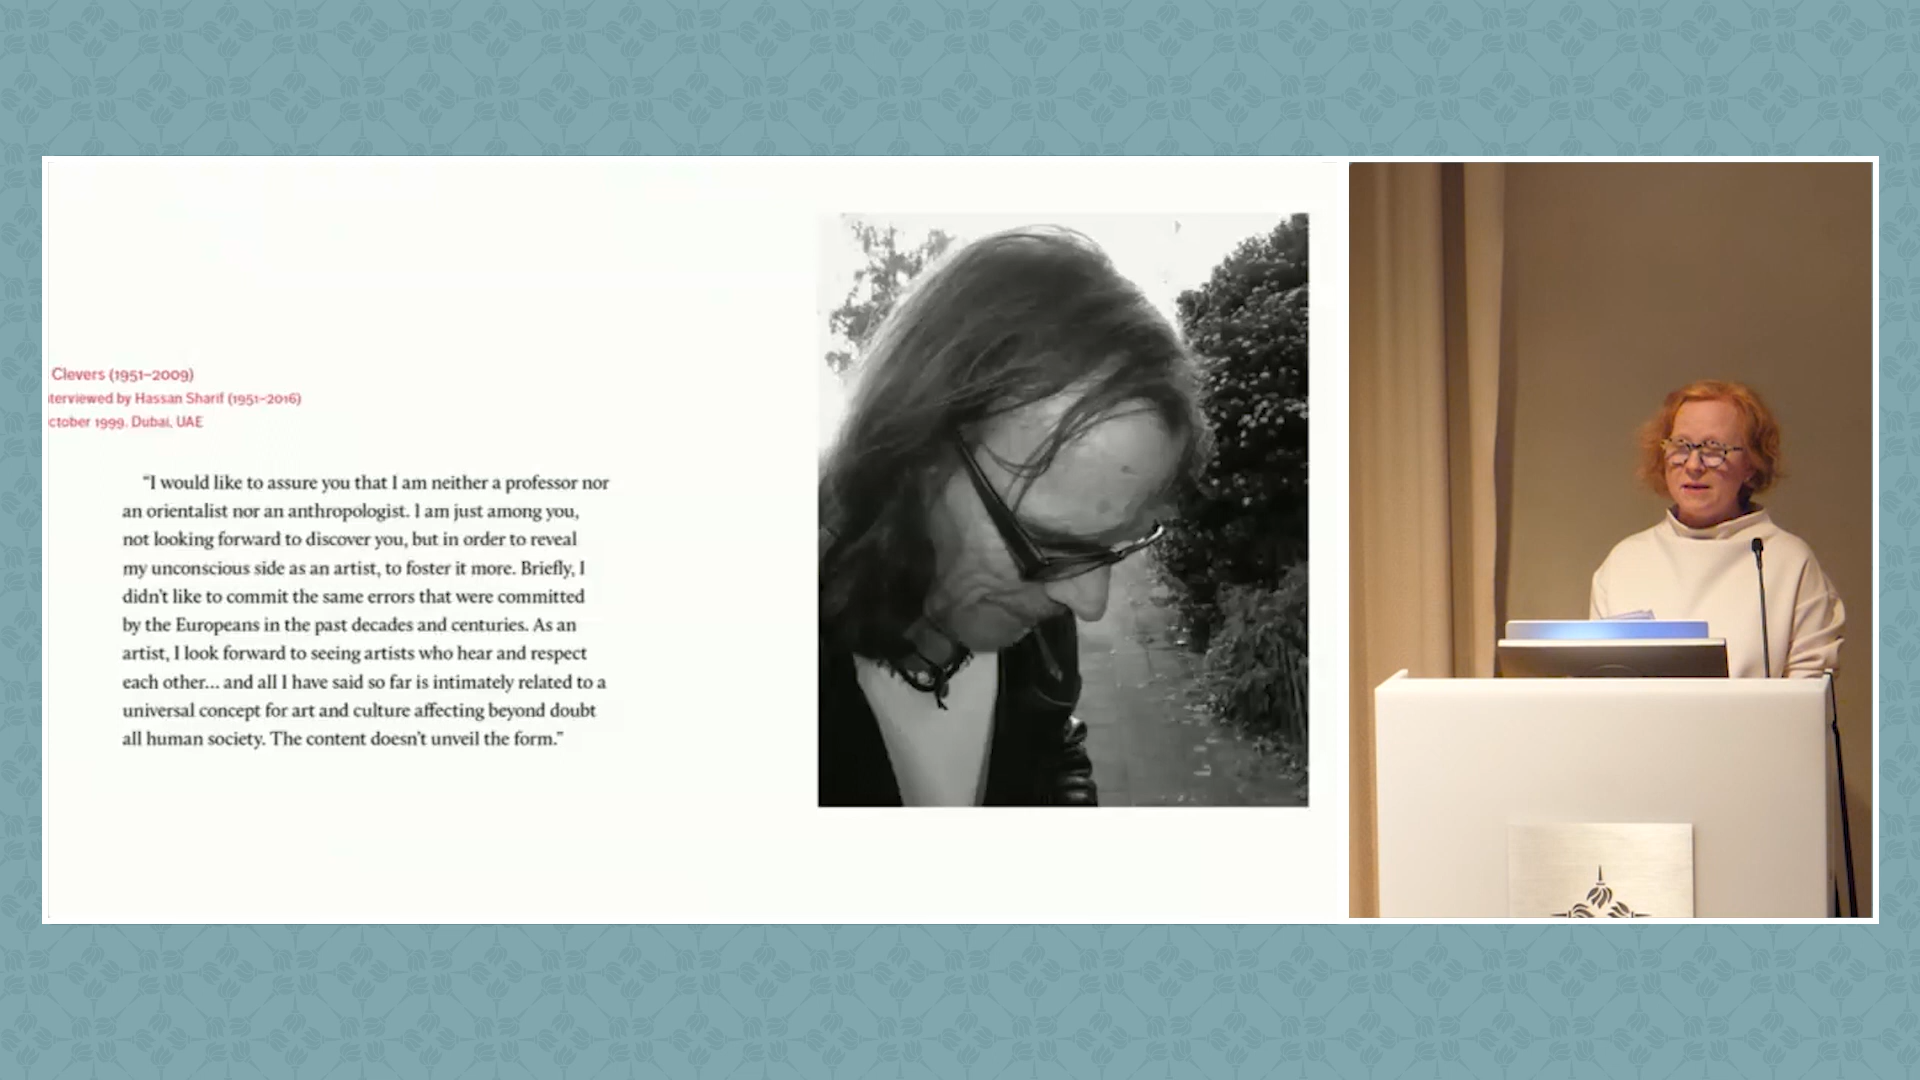 Clevers (1951–2009)
terviewed by Hassan Sharif (1951–2016)
ctober 1999. Dubai, UAE
“I would like to assure you that I am neither a professor nor
an orientalist nor an anthropologist. I am just among you,
not looking forward to discover you, but in order to reveal
my unconscious side as an artist, to foster it more. Briefly, I
didn’t like to commit the same errors that were committed
by the Europeans in the past decades and centuries. As an
artist, I look forward to seeing artists who hear and respect
each other... and all I have said so far is intimately related to a
universal concept for art and culture affecting beyond doubt
all human society. The content doesn’t unveil the form.”